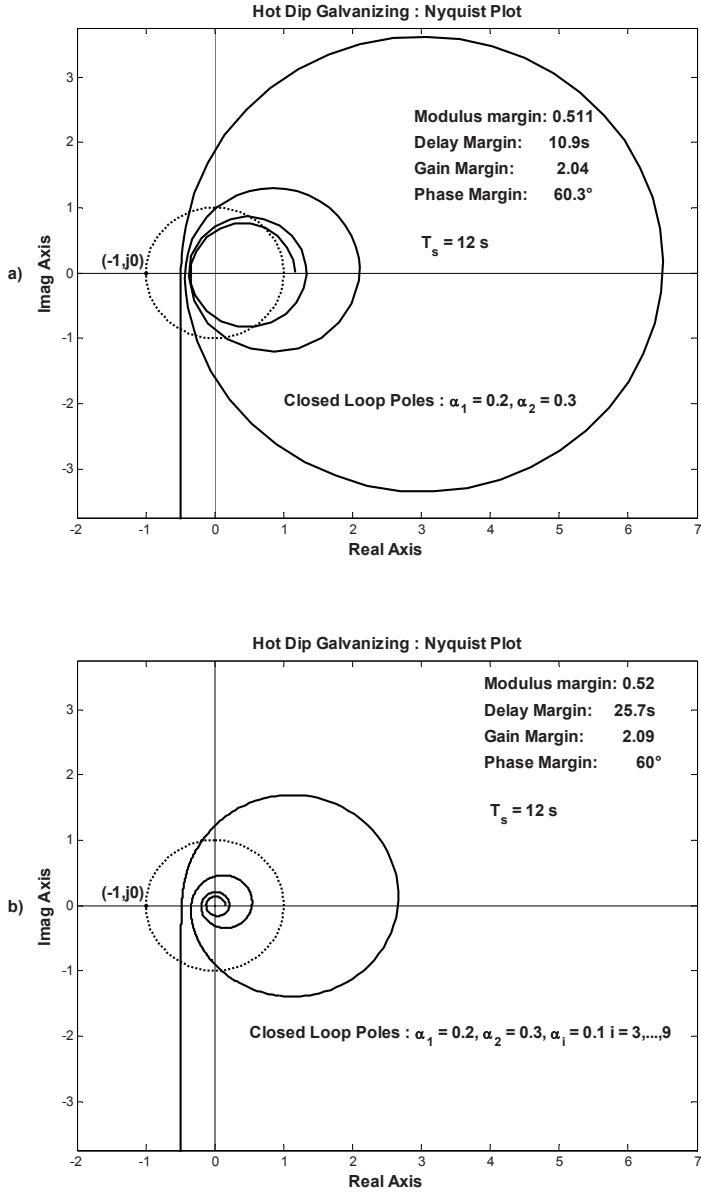 Hot Dip Galvanizing : Nyquist Plot
3
2
1
0
-1
-2
-3
-2
-1
0
1
2
3
4
5
6
7
Imag Axis
Real Axis
a)
(-1,j0)
Modulus margin: 0.511
Delay Margin: 10.9s
Gain Margin: 2.04
Phase Margin: 60.3°
T_s = 12 s
Closed Loop Poles : α_1 = 0.2, α_2 = 0.3
Hot Dip Galvanizing : Nyquist Plot
3
2
1
0
-1
-2
-3
-2
-1
0
1
2
3
4
5
6
7
Imag Axis
Real Axis
b)
(-1,j0)
Modulus margin: 0.52
Delay Margin: 25.7s
Gain Margin: 2.09
Phase Margin: 60°
T_s = 12 s
Closed Loop Poles : α_1 = 0.2, α_2 = 0.3, α_i = 0.1 i = 3,...,9